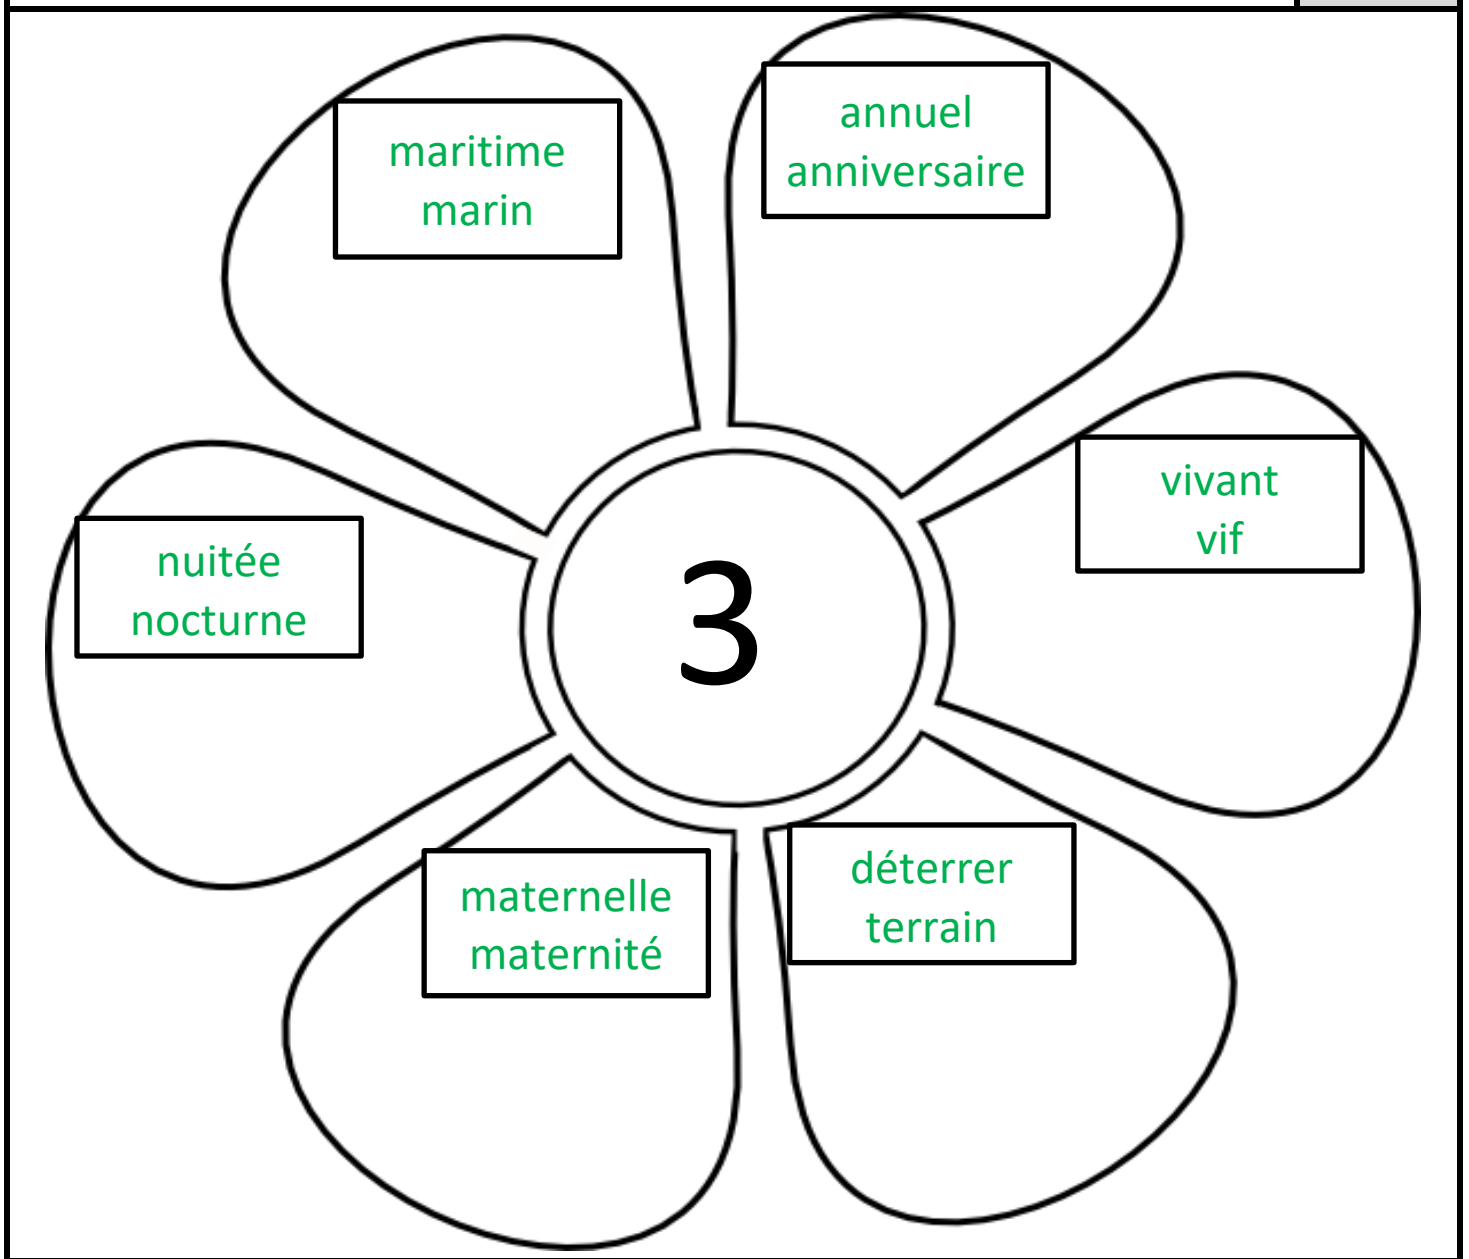 annuel
anniversaire
maritime
marin
vivant
vif
nuitée
nocturne
3
déterrer
terrain
maternelle
maternité